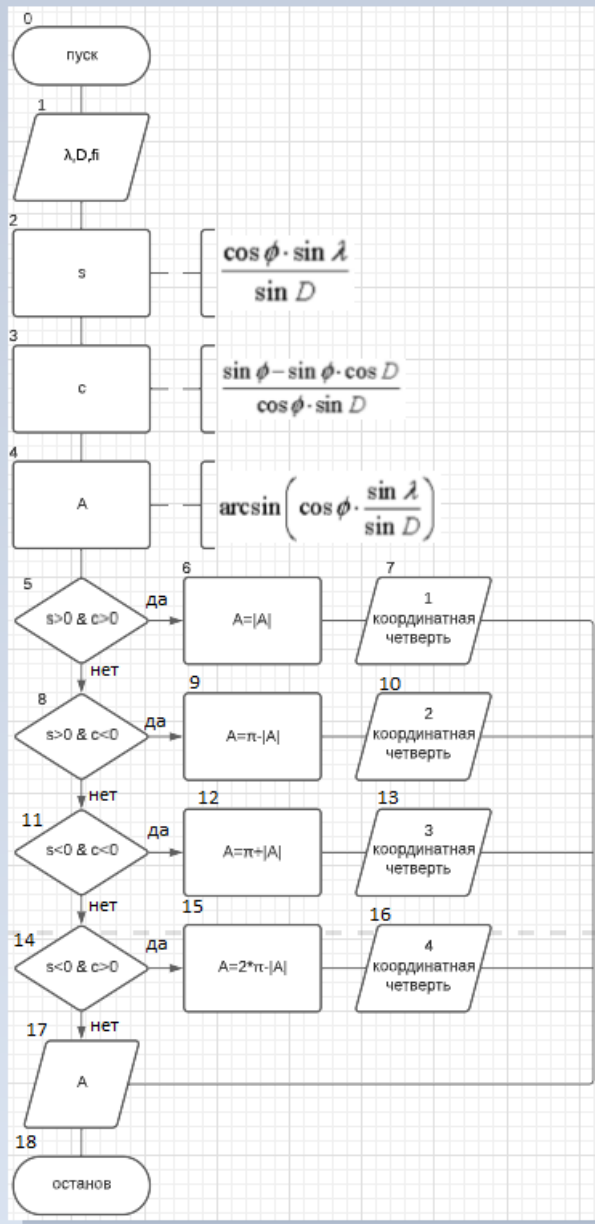 0
пуск
1
λ,D,fi
2
s
cos ϕ · sin λ
sin D
3
c
sin ϕ − sin ϕ · cos D
cos ϕ · sin D
4
A
arcsin(cos ϕ · sin λ / sin D)
5
s>0 & c>0
да
6
A=|A|
7
1
координатная
четверть
нет
8
s>0 & c<0
да
9
A=π-|A|
10
2
координатная
четверть
нет
11
s<0 & c<0
да
12
A=π+|A|
13
3
координатная
четверть
нет
14
s<0 & c>0
да
15
A=2*π-|A|
16
4
координатная
четверть
нет
17
A
18
останов